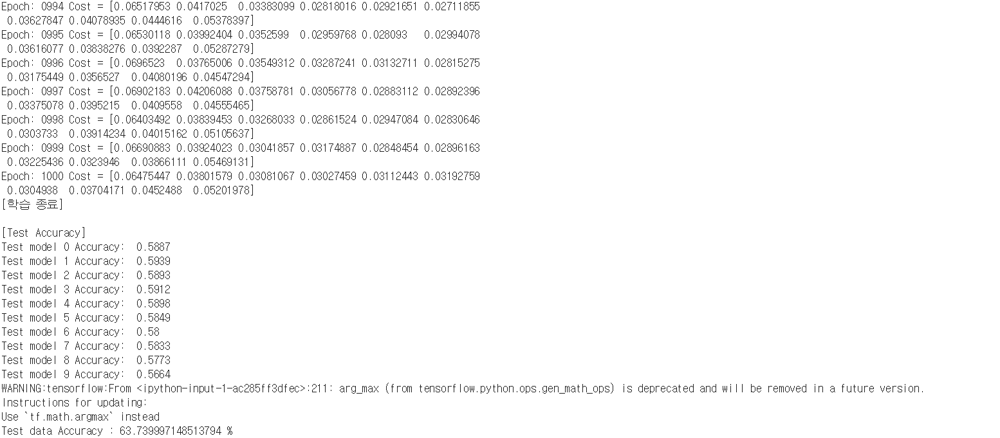 Epoch: 0994 Cost = [0.06517953 0.0417025  0.03383099 0.02818016 0.02921651 0.02711855
 0.03627847 0.04078935 0.0444616  0.05378397]
Epoch: 0995 Cost = [0.06530118 0.03992404 0.0352599  0.02959768 0.028093   0.02994078
 0.03616077 0.03838276 0.0392287  0.05287279]
Epoch: 0996 Cost = [0.0696523  0.03765006 0.03549312 0.03287241 0.03132711 0.02815275
 0.03175449 0.0356527  0.04080196 0.04547294]
Epoch: 0997 Cost = [0.06902183 0.04206088 0.03758781 0.03056778 0.02883112 0.02892396
 0.03375078 0.0395215  0.0409558  0.04555465]
Epoch: 0998 Cost = [0.06403492 0.03839453 0.03268033 0.02861524 0.02947084 0.02830646
 0.0303733  0.03914234 0.04015162 0.05105637]
Epoch: 0999 Cost = [0.06690883 0.03924023 0.03041857 0.03174887 0.02848454 0.02896163
 0.03225436 0.0323946  0.03866111 0.05469131]
Epoch: 1000 Cost = [0.06475447 0.03801579 0.03081067 0.03027459 0.03112443 0.03192759
 0.0304938  0.03704171 0.0452488  0.05201978]
[학습 종료]
[Test Accuracy]
Test model 0 Accuracy:  0.5887
Test model 1 Accuracy:  0.5939
Test model 2 Accuracy:  0.5893
Test model 3 Accuracy:  0.5912
Test model 4 Accuracy:  0.5898
Test model 5 Accuracy:  0.5849
Test model 6 Accuracy:  0.58
Test model 7 Accuracy:  0.5833
Test model 8 Accuracy:  0.5773
Test model 9 Accuracy:  0.5664
WARNING:tensorflow:From <ipython-input-1-ac285ff3dfec>:211: arg_max (from tensorflow.python.ops.gen_math_ops) is deprecated and will be removed in a future version.
Instructions for updating:
Use `tf.math.argmax` instead
Test data Accuracy : 63.739997148513794 %